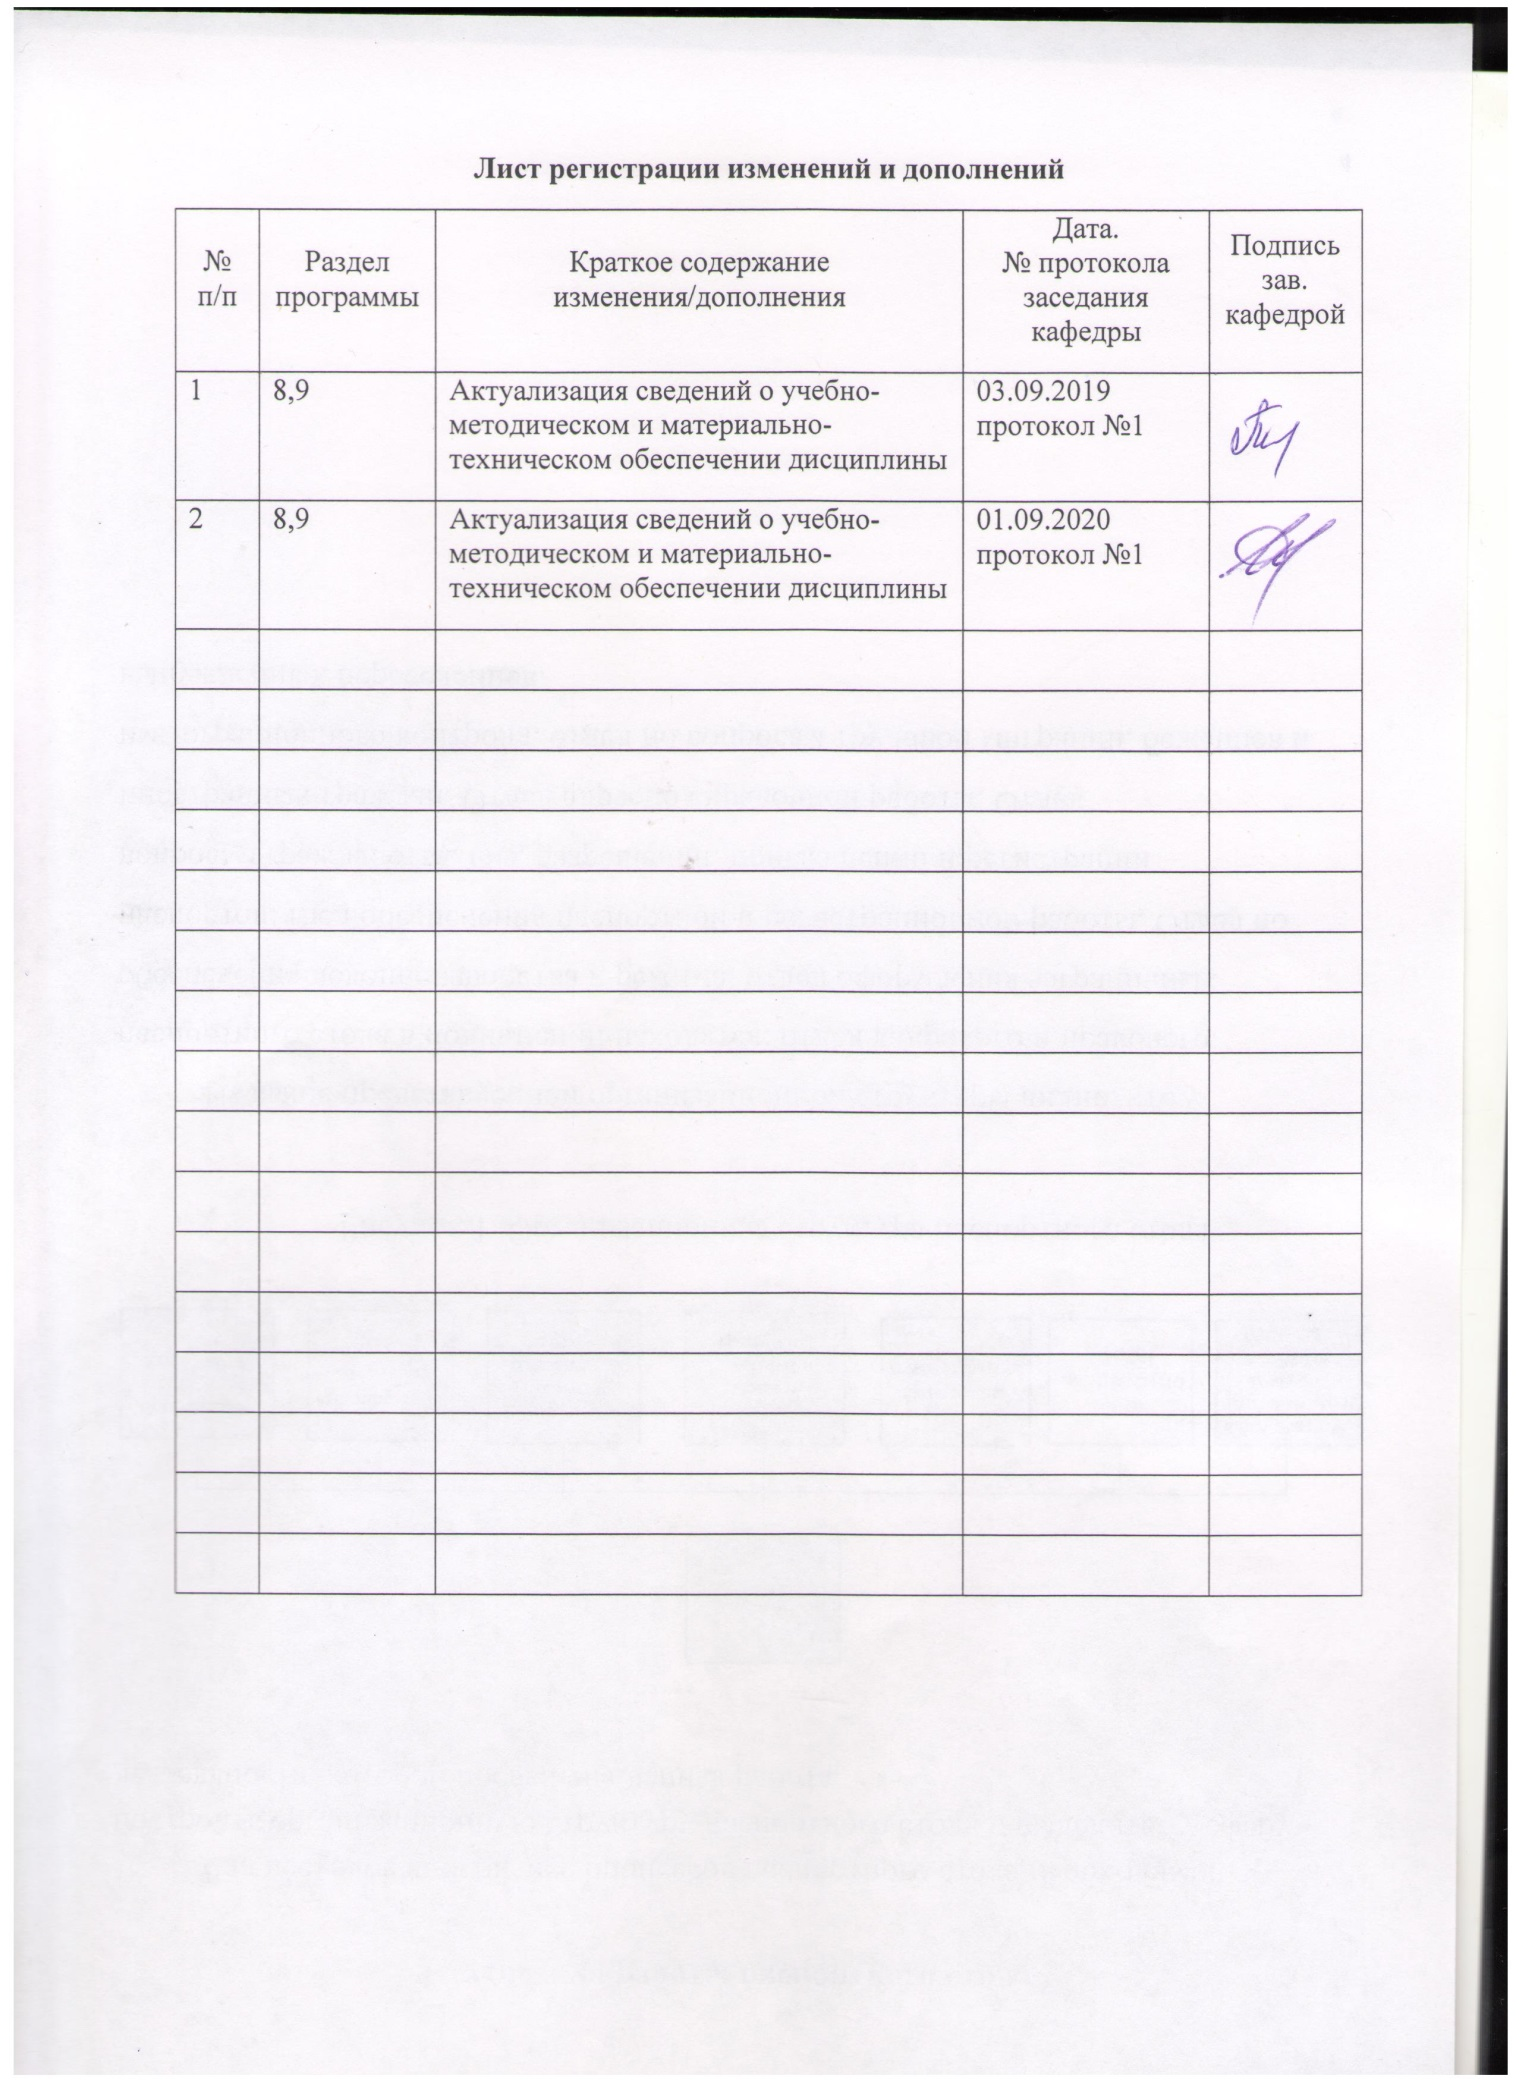 Лист регистрации изменений и дополнений
№
п/п
Раздел
программы
Краткое содержание
изменения/дополнения
Дата.
№ протокола
заседания
кафедры
Подпись
зав.
кафедрой
1
8,9
Актуализация сведений о учебно-
методическом и материально-
техническом обеспечении дисциплины
03.09.2019
протокол №1
2
8,9
Актуализация сведений о учебно-
методическом и материально-
техническом обеспечении дисциплины
01.09.2020
протокол №1